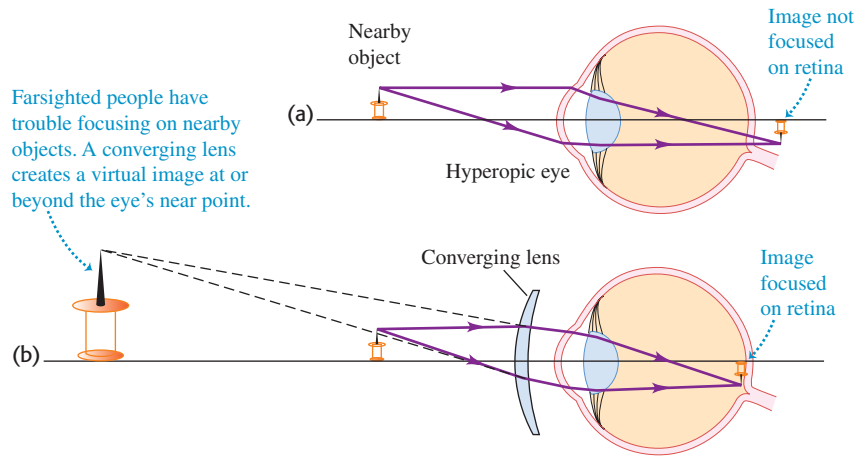 Nearby
object
Image not
focused
on retina
Farsighted people have
trouble focusing on nearby
objects. A converging lens
creates a virtual image at or
beyond the eye’s near point.
(a)
Hyperopic eye
Converging lens
Image
focused
on retina
(b)